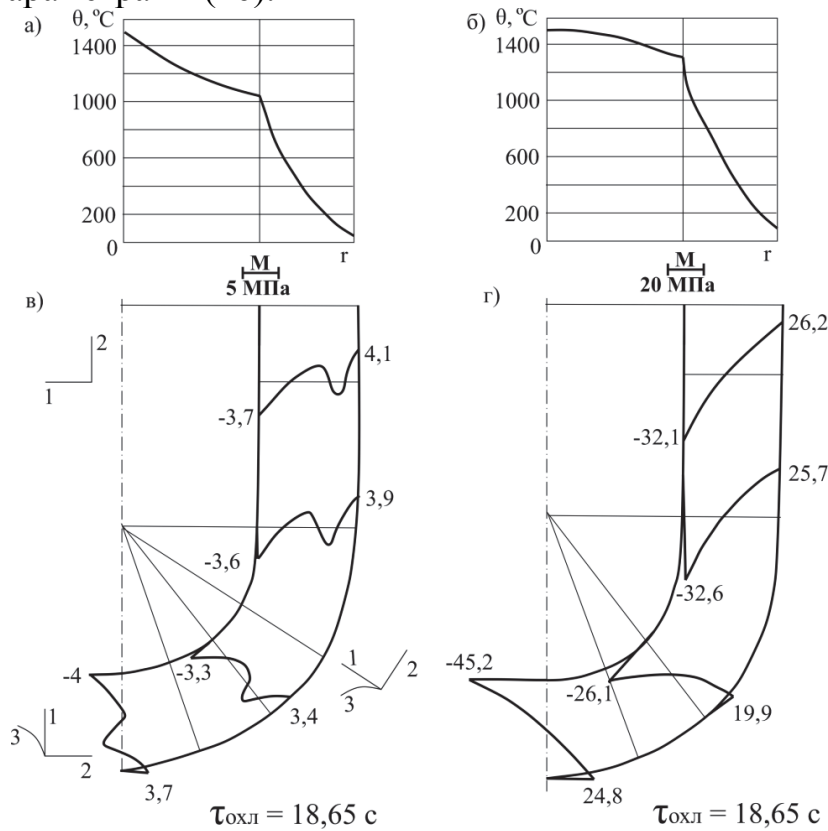 а)
θ, ºC
1400
1000
600
200
0
r
M
5 МПа
б)
θ, ºC
1400
1000
600
200
0
r
M
20 МПа
в)
2
1
4,1
-3,7
3,9
-3,6
-4
-3,3
1
2
3
3,4
1
3
2
3,7
τохл = 18,65 с
г)
26,2
-32,1
25,7
-32,6
-45,2
-26,1
19,9
24,8
τохл = 18,65 с